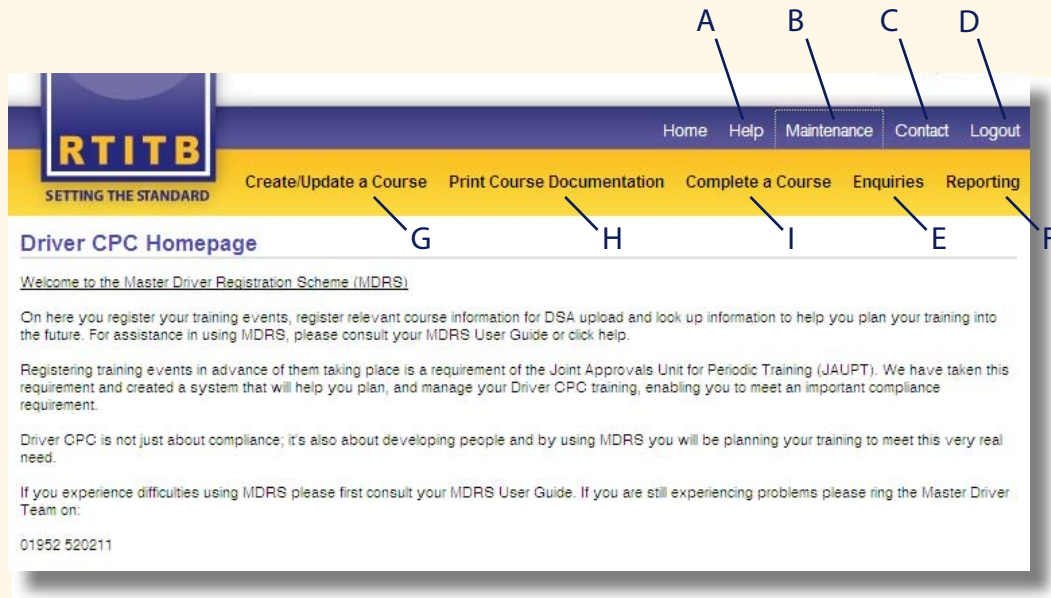 A B C D
RTITB
SETTING THE STANDARD
Home Help Maintenance Contact Logout
Create/Update a Course Print Course Documentation Complete a Course Enquiries Reporting
G H I E F
Driver CPC Homepage
Welcome to the Master Driver Registration Scheme (MDRS)
On here you register your training events, register relevant course information for DSA upload and look up information to help you plan your training into
the future. For assistance in using MDRS, please consult your MDRS User Guide or click help.
Registering training events in advance of them taking place is a requirement of the Joint Approvals Unit for Periodic Training (JAUPT). We have taken this
requirement and created a system that will help you plan, and manage your Driver CPC training, enabling you to meet an important compliance
requirement.
Driver CPC is not just about compliance; it's also about developing people and by using MDRS you will be planning your training to meet this very real
need.
If you experience difficulties using MDRS please first consult your MDRS User Guide. If you are still experiencing problems please ring the Master Driver
Team on:
01952 520211